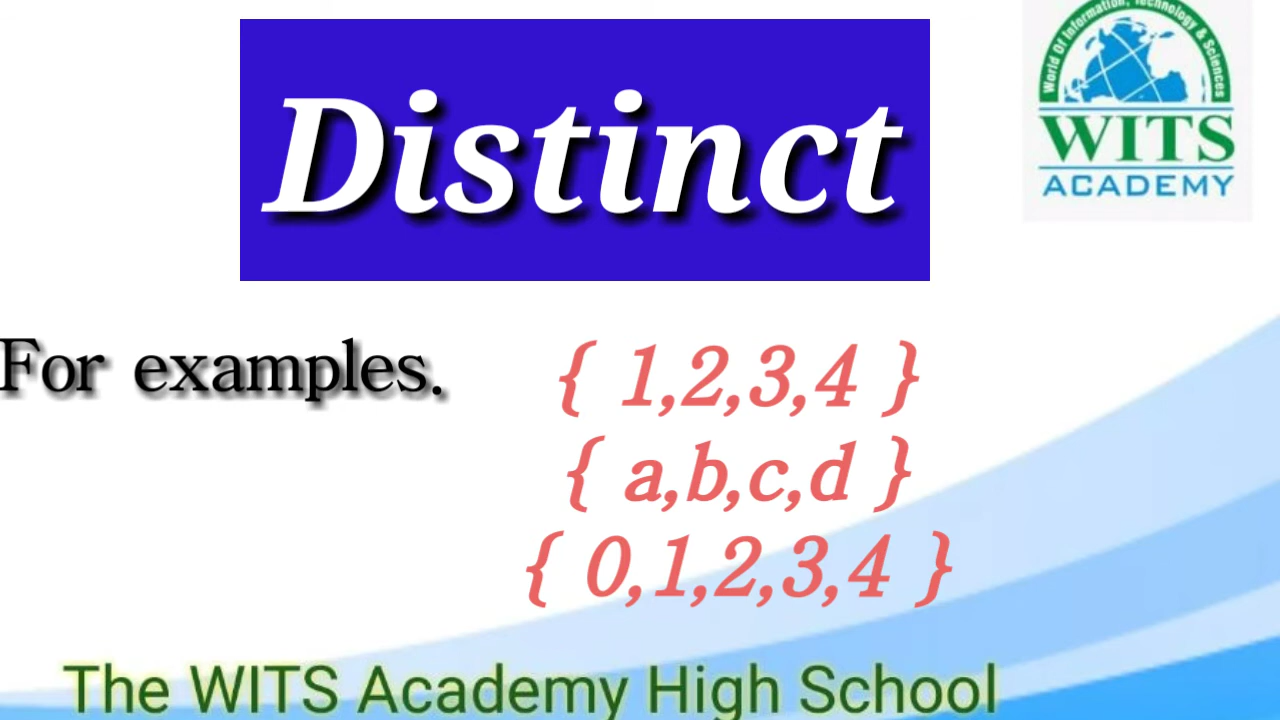 World Of Information, Technology & Sciences
WITS
ACADEMY
Distinct
For examples.
{ 1,2,3,4 }
{ a,b,c,d }
{ 0,1,2,3,4 }
The WITS Academy High School